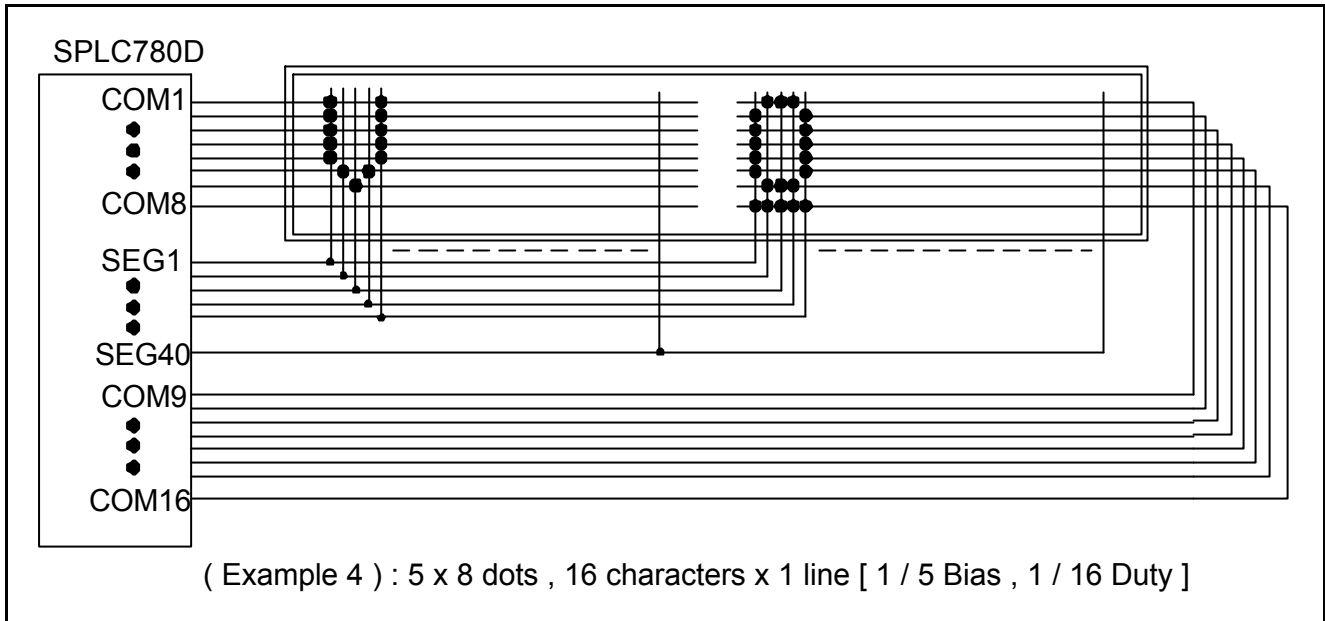 SPLC780D
COM1
COM8
SEG1
SEG40
COM9
COM16
( Example 4 ) : 5 x 8 dots , 16 characters x 1 line [ 1 / 5 Bias , 1 / 16 Duty ]